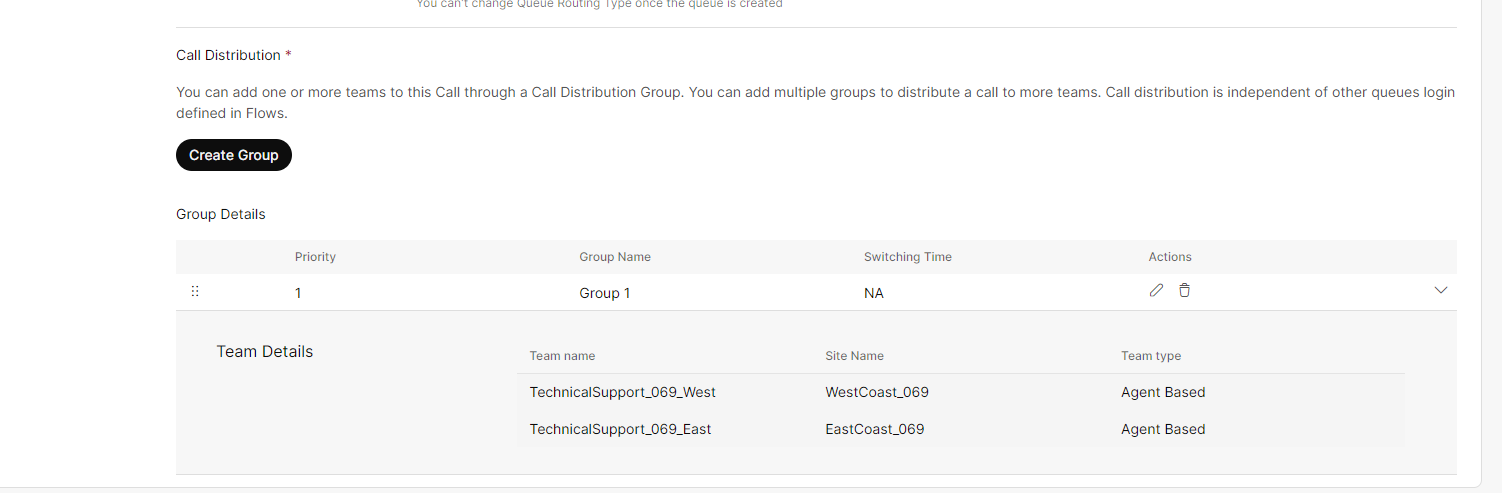 You can't change Queue Routing Type once the queue is created
Call Distribution *
You can add one or more teams to this Call through a Call Distribution Group. You can add multiple groups to distribute a call to more teams. Call distribution is independent of other queues login
defined in Flows.
Create Group
Group Details
Priority Group Name Switching Time Actions
1 Group 1 NA
Team Details
Team name Site Name Team type
TechnicalSupport_069_West WestCoast_069 Agent Based
TechnicalSupport_069_East EastCoast_069 Agent Based